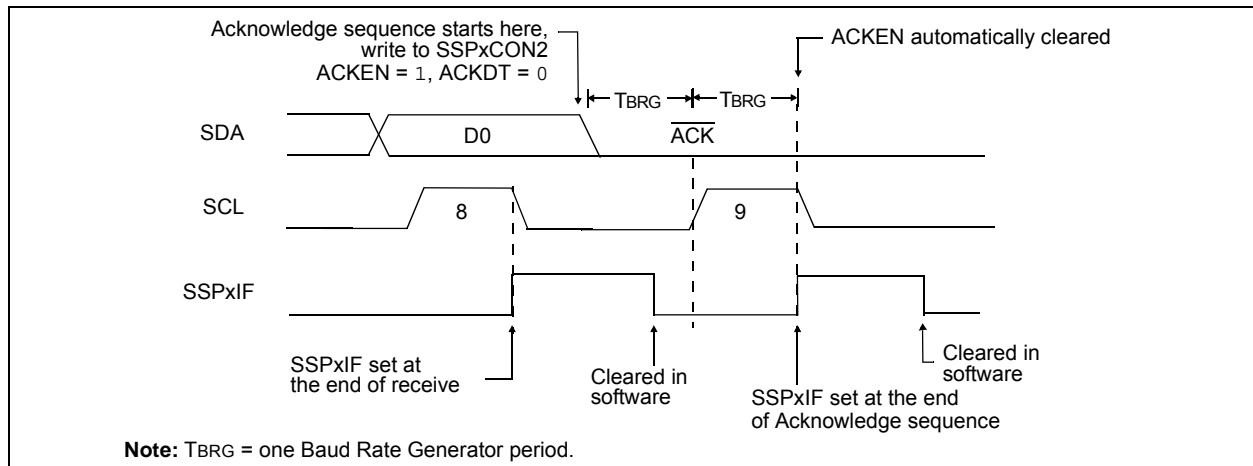 Acknowledge sequence starts here,
write to SSPxCON2
ACKEN = 1, ACKDT = 0
ACKEN automatically cleared
TBRG
TBRG
SDA
D0
ACK
SCL
8
9
SSPxIF
SSPxIF set at
the end of receive
Cleared in
software
SSPxIF set at the end
of Acknowledge sequence
Cleared in
software
Note: TBRG = one Baud Rate Generator period.